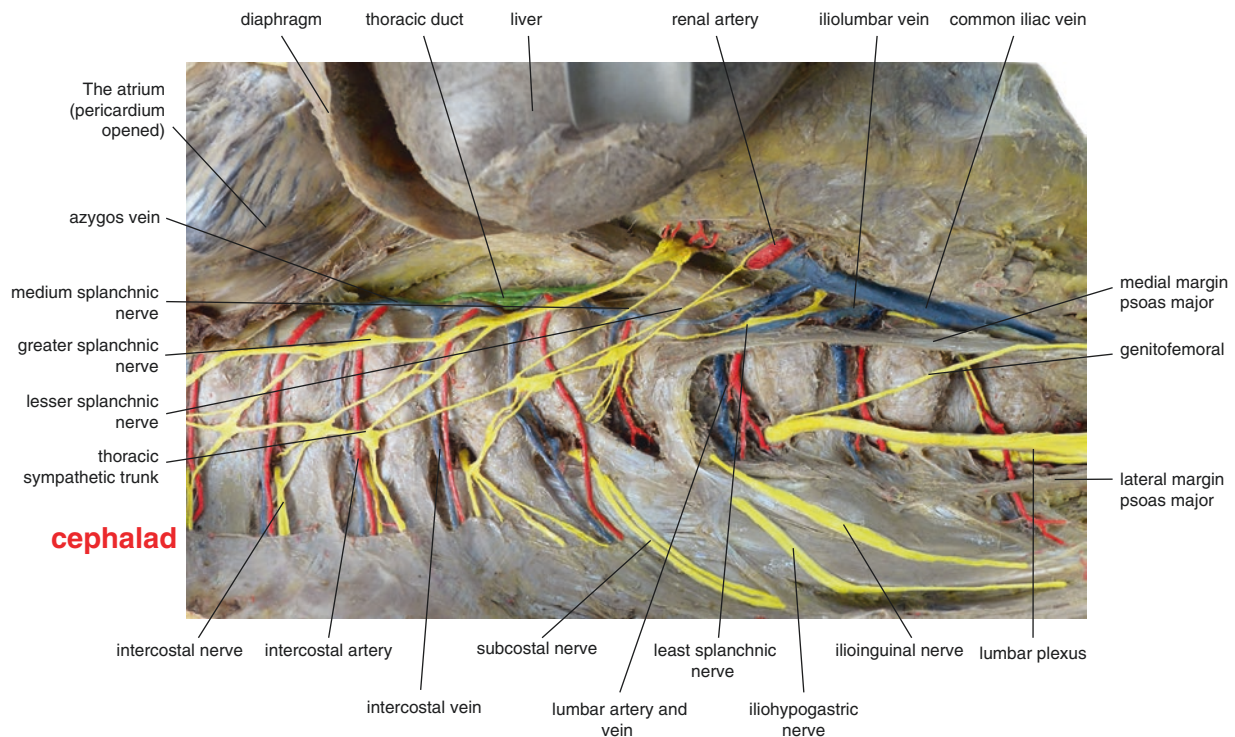 diaphragm
thoracic duct
liver
renal artery
iliolumbar vein
common iliac vein
The atrium
(pericardium
opened)
azygos vein
medium splanchnic
nerve
greater splanchnic
nerve
lesser splanchnic
nerve
thoracic
sympathetic trunk
cephalad
medial margin
psoas major
genitofemoral
lateral margin
psoas major
intercostal nerve
intercostal artery
intercostal vein
subcostal nerve
lumbar artery and
vein
least splanchnic
nerve
iliohypogastric
nerve
ilioinguinal nerve
lumbar plexus